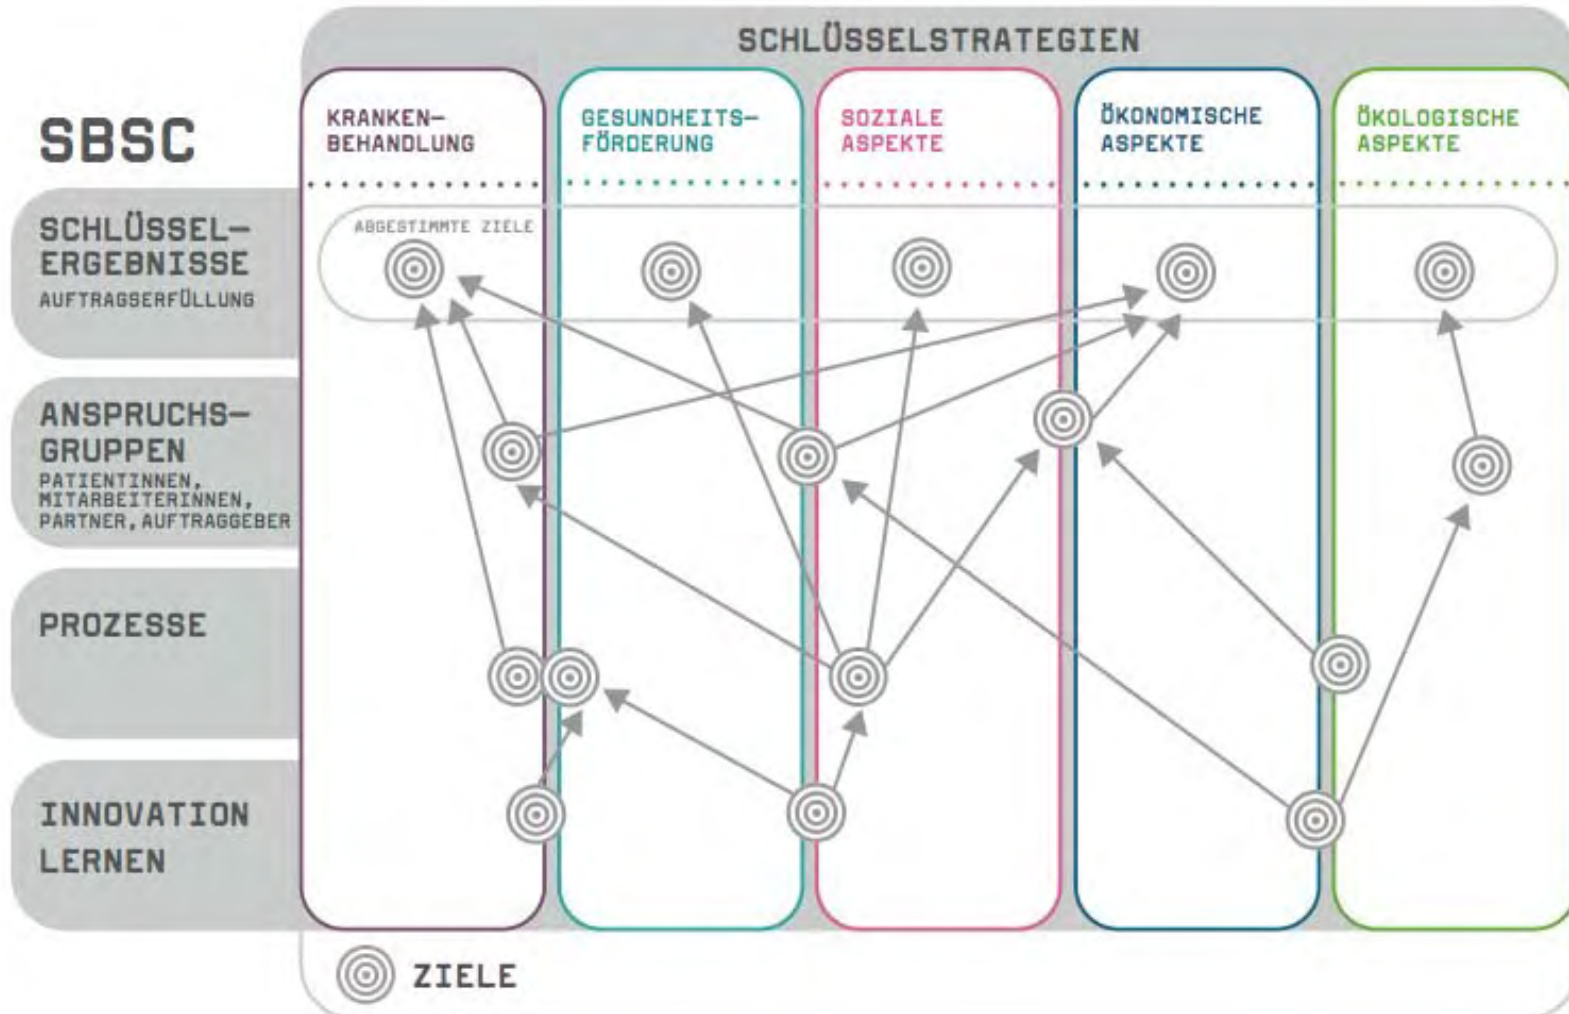 SCHLÜSSELSTRATEGIEN
SBSC
KRANKEN–
BEHANDLUNG
GESUNDHEITS–
FÖRDERUNG
SOZIALE
ASPEKTE
ÖKONOMISCHE
ASPEKTE
ÖKOLOGISCHE
ASPEKTE
SCHLÜSSEL–
ERGEBNISSE
AUFTRAGSERFÜLLUNG
ABGESTIMMTE ZIELE
ANSPRUCHS–
GRUPPEN
PATIENTINNEN,
MITARBEITERINNEN,
PARTNER, AUFTRAGGEBER
PROZESSE
INNOVATION
LERNEN
ZIELE